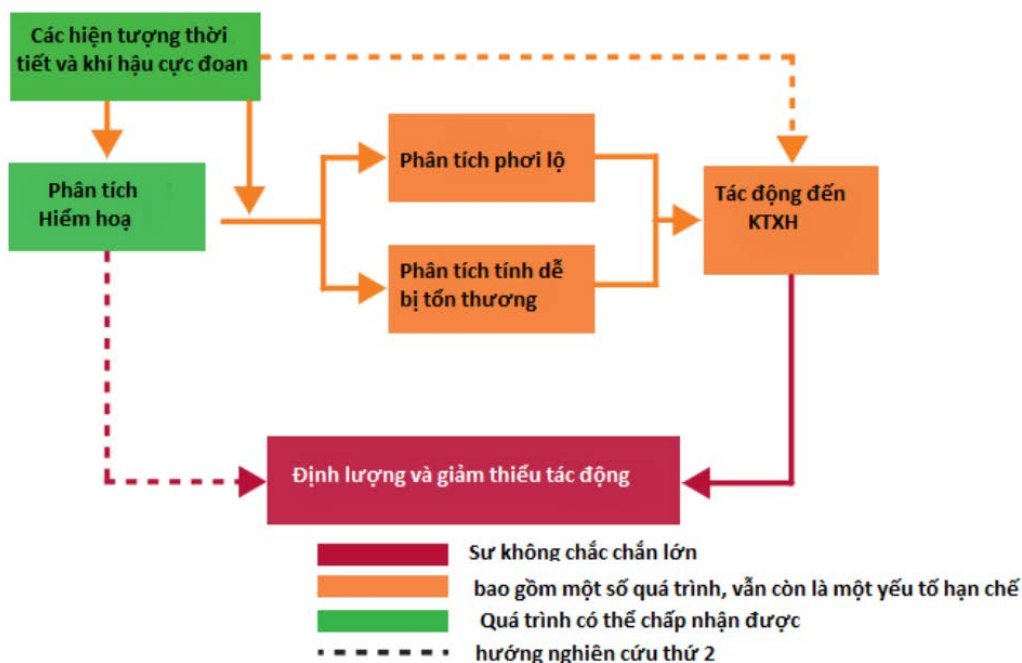 Các hiện tượng thời
tiết và khí hậu cực đoan
Phân tích
Hiểm hoạ
Phân tích phơi lộ
Phân tích tính dễ
bị tổn thương
Tác động đến
KTXH
Định lượng và giảm thiểu tác động
Sư không chắc chắn lớn
bao gồm một số quá trình, vẫn còn là một yếu tố hạn chế
Quá trình có thể chấp nhận được
hướng nghiên cứu thứ 2